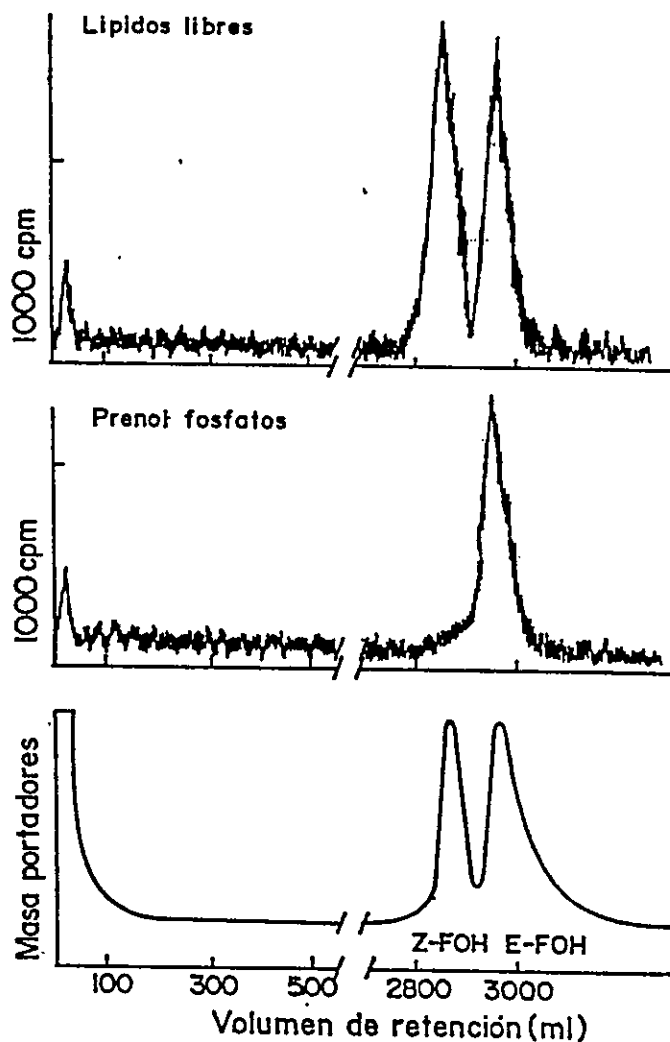 Lípidos libres
1000 cpm
Prenol fosfatos
1000 cpm
Masa portadores
Z-FOH E-FOH
100 300 500 2800 3000
Volumen de retención (ml)